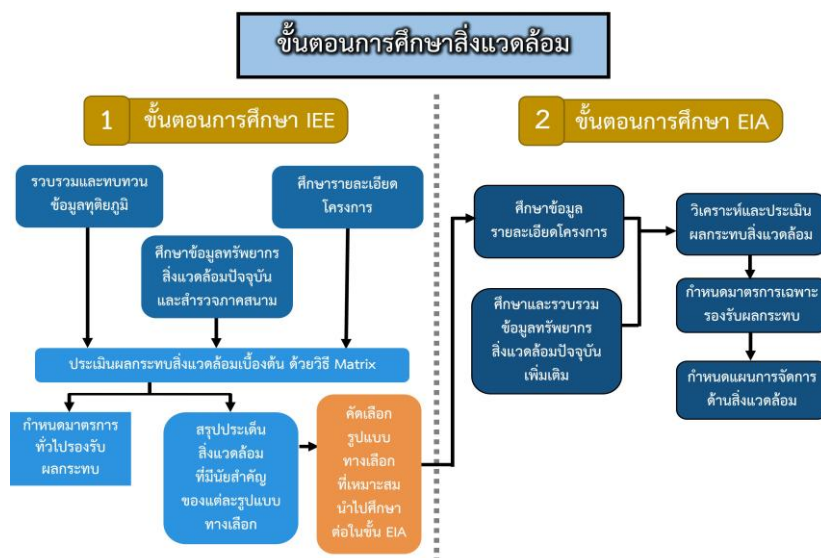 ขั้นตอนการศึกษาสิ่งแวดล้อม
1 ขั้นตอนการศึกษา IEE
รวบรวมและทบทวน
ข้อมูลทุติยภูมิ
ศึกษารายละเอียด
โครงการ
ศึกษาข้อมูลทรัพยากร
สิ่งแวดล้อมปัจจุบัน
และสำรวจภาคสนาม
ประเมินผลกระทบสิ่งแวดล้อมเบื้องต้น ด้วยวิธี Matrix
กำหนดมาตรการ
ทั่วไปรองรับ
ผลกระทบ
สรุปประเด็น
สิ่งแวดล้อม
ที่มีนัยสำคัญ
ของแต่ละรูปแบบ
ทางเลือก
คัดเลือก
รูปแบบ
ทางเลือก
ที่เหมาะสม
นำไปศึกษา
ต่อในขั้น EIA
2 ขั้นตอนการศึกษา EIA
ศึกษาข้อมูล
รายละเอียดโครงการ
ศึกษาและรวบรวม
ข้อมูลทรัพยากร
สิ่งแวดล้อมปัจจุบัน
เพิ่มเติม
วิเคราะห์และประเมิน
ผลกระทบสิ่งแวดล้อม
กำหนดมาตรการเฉพาะ
รองรับผลกระทบ
กำหนดแผนการจัดการ
ด้านสิ่งแวดล้อม